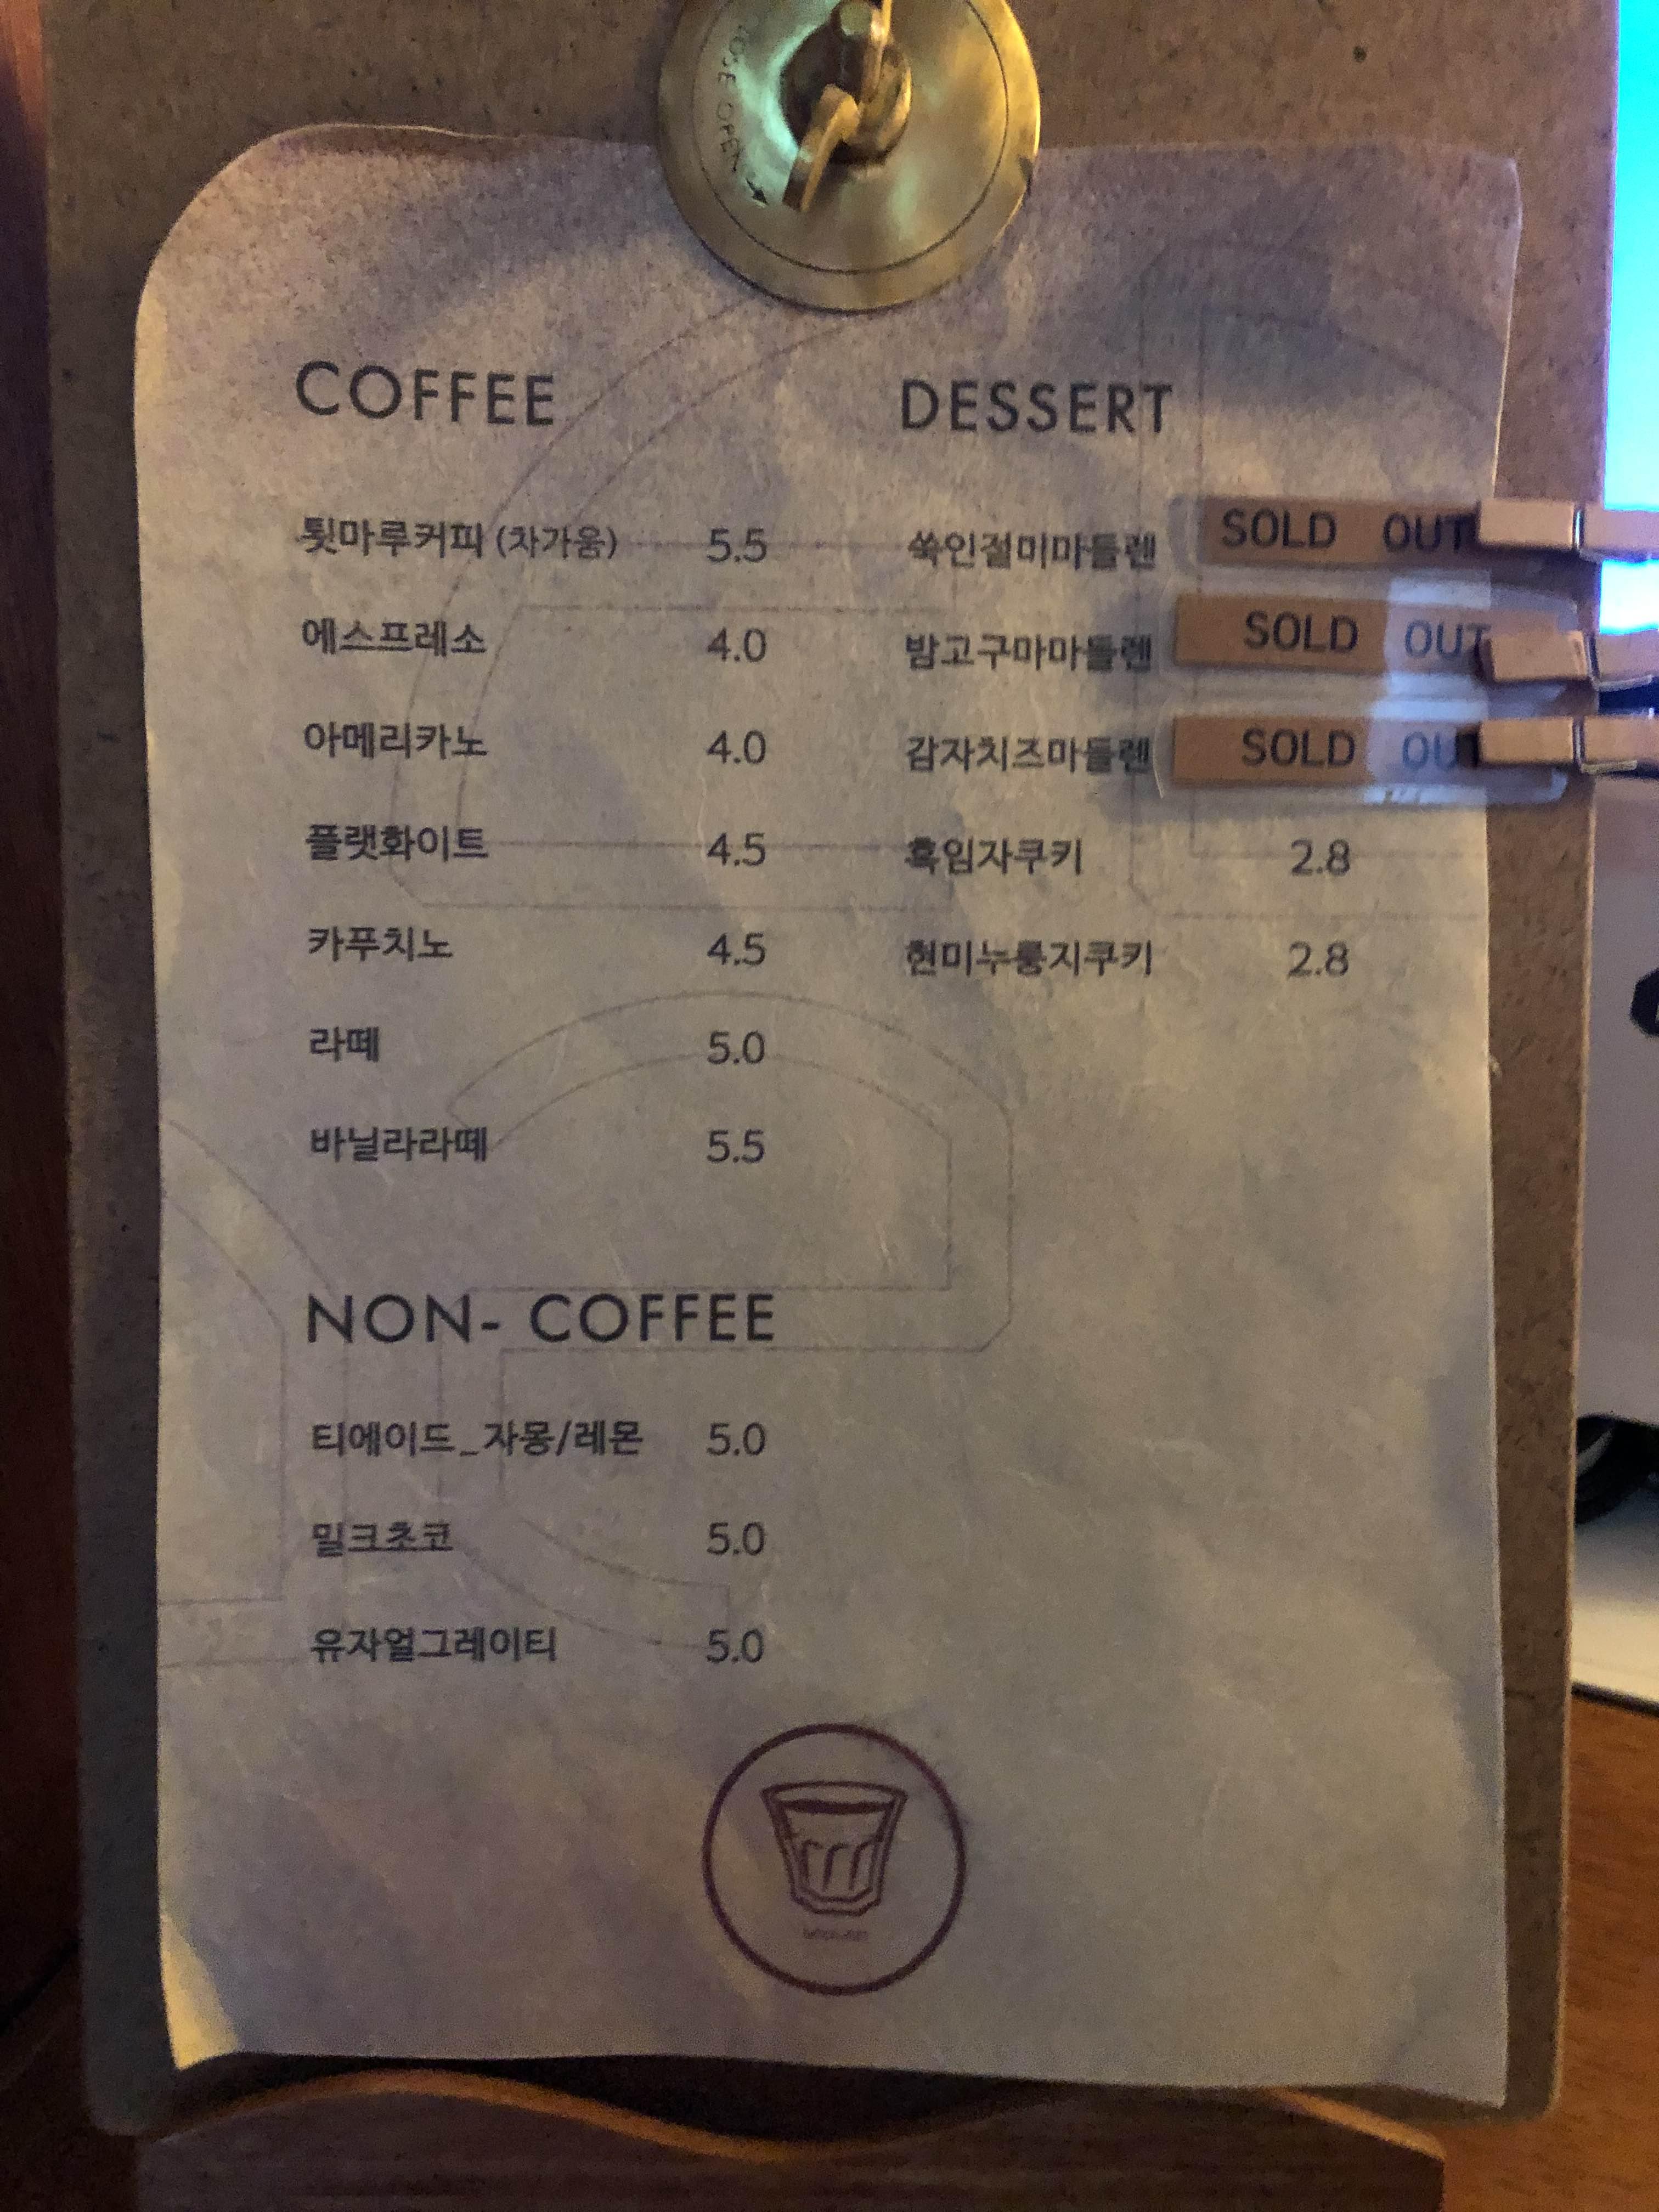 COFFEE
툇마루커피 (차가움) 5.5
에스프레소 4.0
아메리카노 4.0
플랫화이트 4.5
카푸치노 4.5
라떼 5.0
바닐라라떼 5.5
NON- COFFEE
티에이드_자몽/레몬 5.0
밀크초코 5.0
유자얼그레이티 5.0
DESSERT
쑥인절미마들렌 SOLD OUT
밤고구마마들렌 SOLD OUT
감자치즈마들렌 SOLD OUT
흑임자쿠키 2.8
현미누룽지쿠키 2.8
OPEN